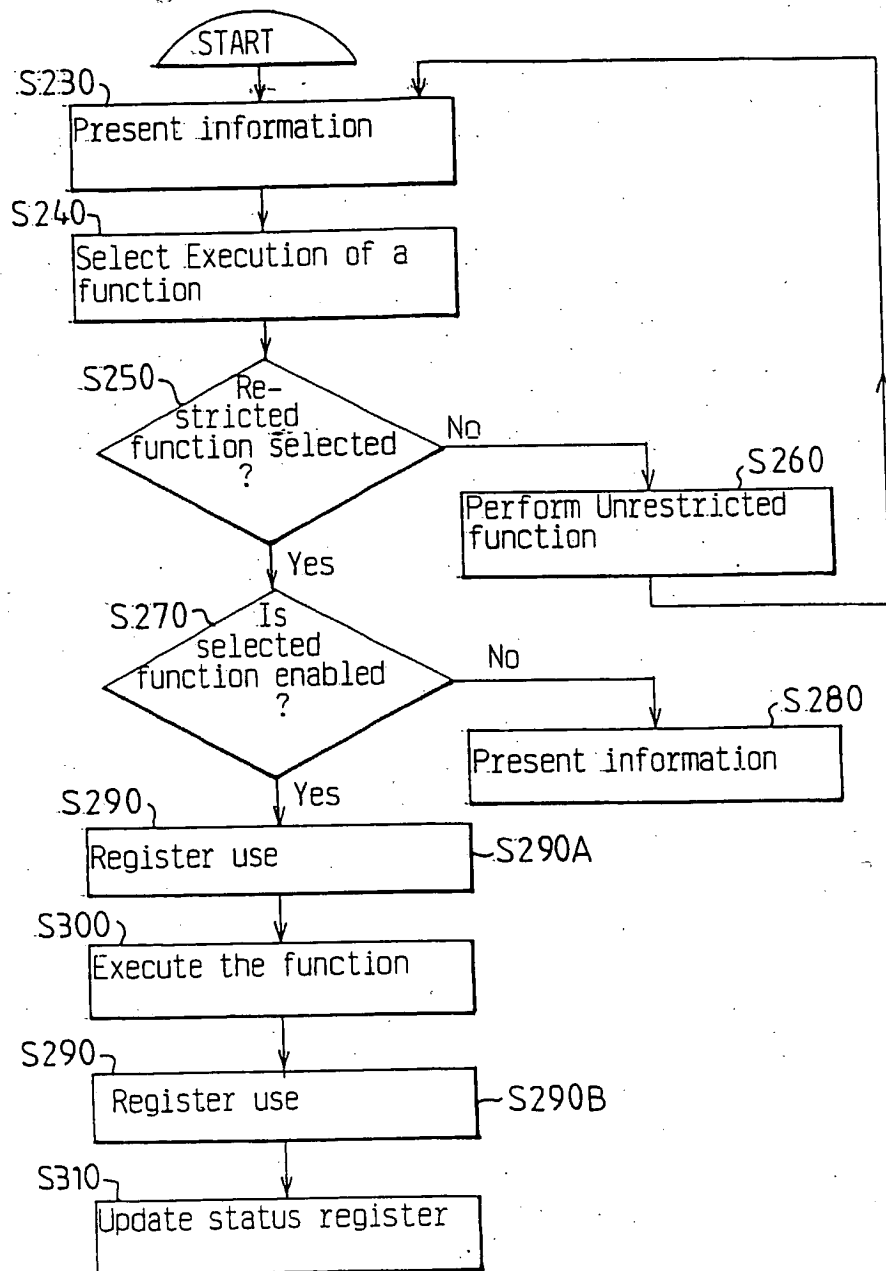 START
S230
Present information
S240
Select Execution of a
function
S250
Re-
stricted
function selected
?
No
S260
Perform Unrestricted
function
Yes
S270
Is
selected
function enabled
?
No
S280
Present information
Yes
S290
Register use
S290A
S300
Execute the function
S290
Register use
S290B
S310
Update status register